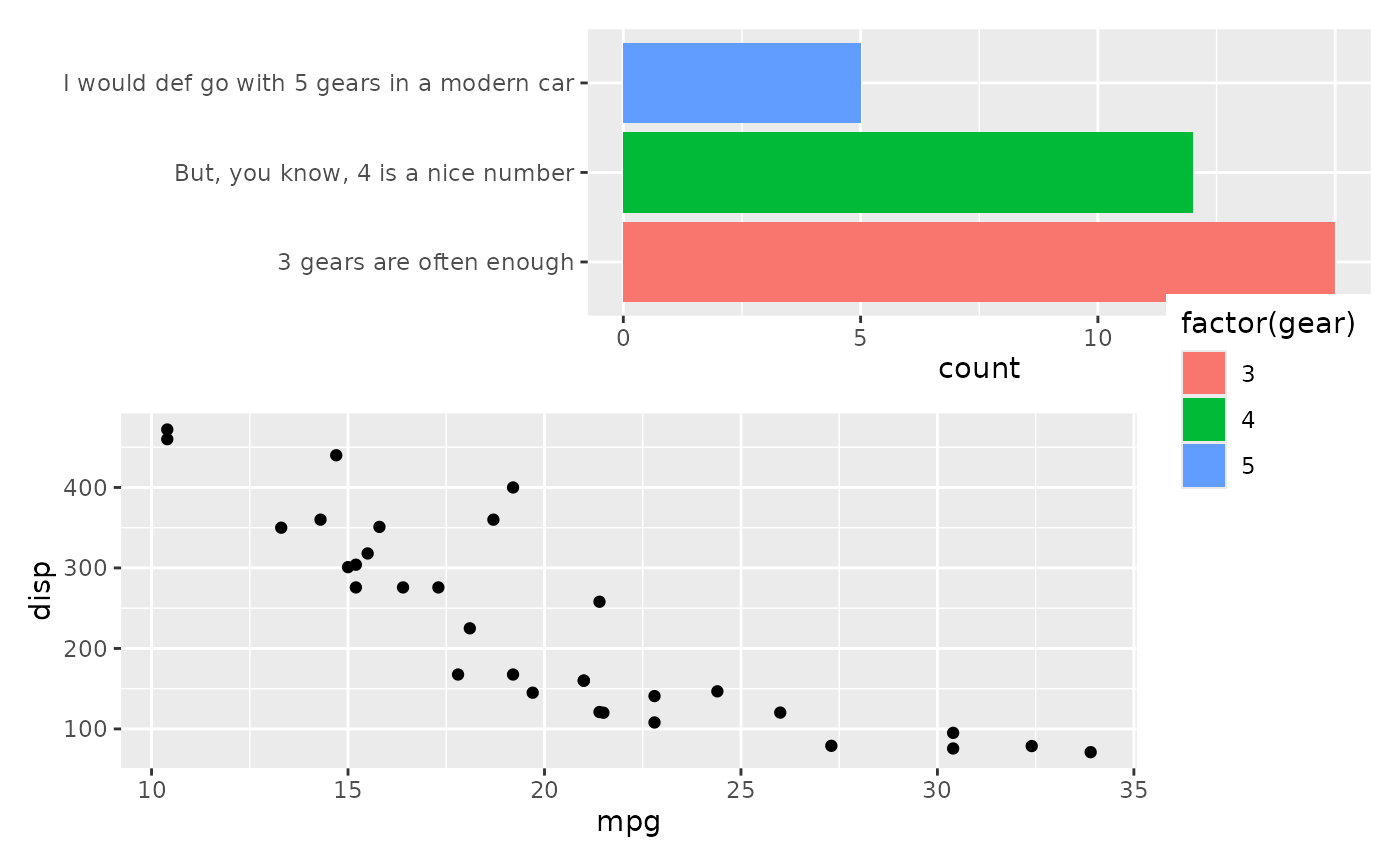 I would def go with 5 gears in a modern car
But, you know, 4 is a nice number
3 gears are often enough
0 5 10
count
factor(gear)
3
4
5
400
300
200
100
disp
10 15 20 25 30 35
mpg